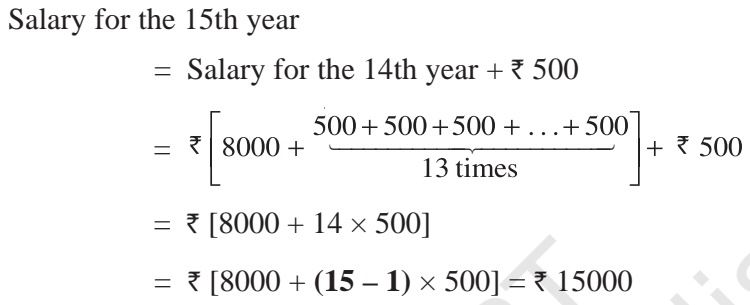 Salary for the 15th year
= Salary for the 14th year + ₹ 500
= ₹ [8000 + 500 + 500 + 500 + . . . + 500] + ₹ 500
13 times
= ₹ [8000 + 14 × 500]
= ₹ [8000 + (15 – 1) × 500] = ₹ 15000